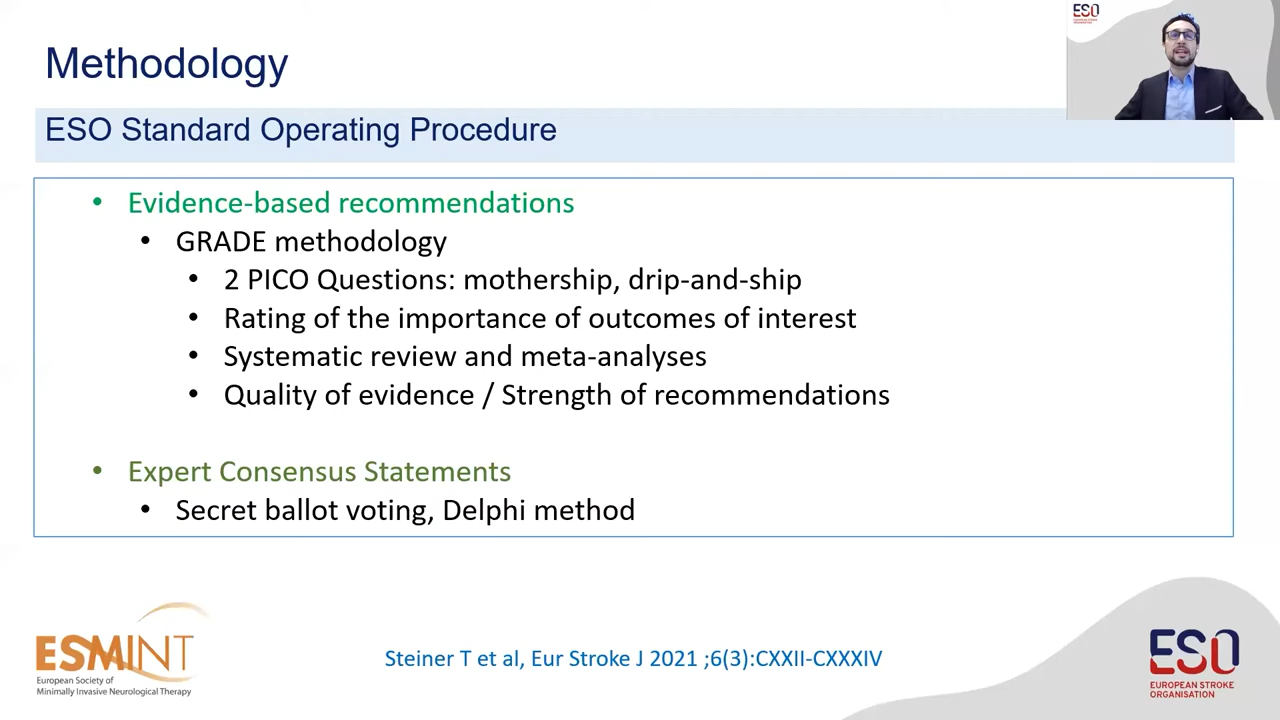 Methodology
ESO
ESO Standard Operating Procedure
• Evidence-based recommendations
• GRADE methodology
• 2 PICO Questions: mothership, drip-and-ship
• Rating of the importance of outcomes of interest
• Systematic review and meta-analyses
• Quality of evidence / Strength of recommendations
• Expert Consensus Statements
• Secret ballot voting, Delphi method
ESMINT
European Society of
Minimally Invasive Neurological Therapy
Steiner T et al, Eur Stroke J 2021 ;6(3):CXXII-CXXXIV
ESO
EUROPEAN STROKE
ORGANISATION